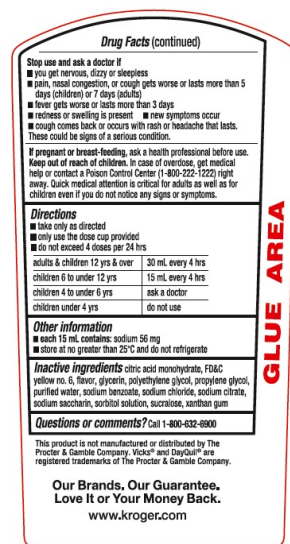 Drug Facts (continued)
Stop use and ask a doctor if
■ you get nervous, dizzy or sleepless
■ pain, nasal congestion, or cough gets worse or lasts more than 5
days (children) or 7 days (adults)
■ fever gets worse or lasts more than 3 days
■ redness or swelling is present ■ new symptoms occur
■ cough comes back or occurs with rash or headache that lasts.
These could be signs of a serious condition.
If pregnant or breast-feeding, ask a health professional before use.
Keep out of reach of children. In case of overdose, get medical
help or contact a Poison Control Center (1-800-222-1222) right
away. Quick medical attention is critical for adults as well as for
children even if you do not notice any signs or symptoms.
Directions
■ take only as directed
■ only use the dose cup provided
■ do not exceed 4 doses per 24 hrs
adults & children 12 yrs & over 30 mL every 4 hrs
children 6 to under 12 yrs 15 mL every 4 hrs
children 4 to under 6 yrs ask a doctor
children under 4 yrs do not use
Other information
■ each 15 mL contains: sodium 56 mg
■ store at no greater than 25°C and do not refrigerate
Inactive ingredients citric acid monohydrate, FD&C
yellow no. 6, flavor, glycerin, polyethylene glycol, propylene glycol,
purified water, sodium benzoate, sodium chloride, sodium citrate,
sodium saccharin, sorbitol solution, sucralose, xanthan gum
Questions or comments? Call 1-800-632-6900
This product is not manufactured or distributed by The
Procter & Gamble Company. Vicks® and DayQuil® are
registered trademarks of The Procter & Gamble Company.
Our Brands. Our Guarantee.
Love It or Your Money Back.
www.kroger.com
GLUE AREA